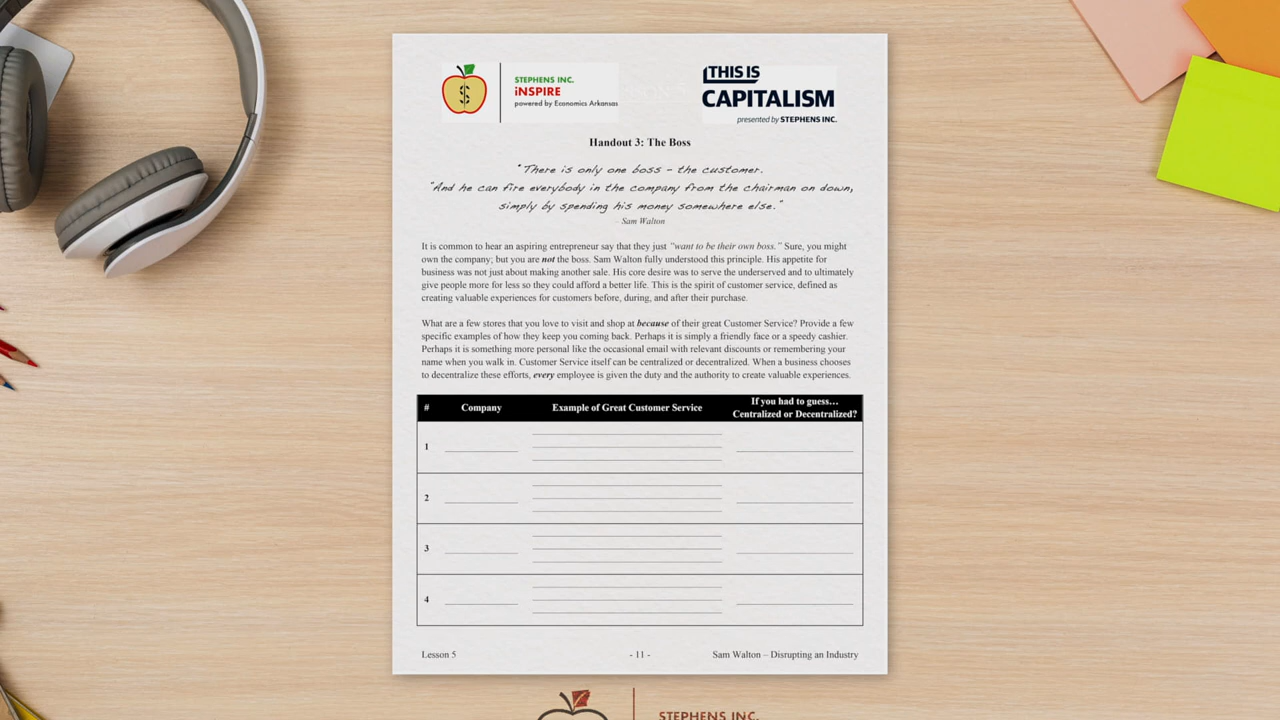 STEPHENS INC.
iNSPIRE
powered by Economics Arkansas
THIS IS
CAPITALISM
presented by STEPHENS INC.
Handout 3: The Boss
"There is only one boss – the customer.
"And he can fire everybody in the company from the chairman on down,
simply by spending his money somewhere else."
- Sam Walton
It is common to hear an aspiring entrepreneur say that they just "want to be their own boss." Sure, you might
own the company; but you are not the boss. Sam Walton fully understood this principle. His appetite for
business was not just about making another sale. His core desire was to serve the underserved and to ultimately
give people more for less so they could afford a better life. This is the spirit of customer service, defined as
creating valuable experiences for customers before, during, and after their purchase.
What are a few stores that you love to visit and shop at because of their great Customer Service? Provide a few
specific examples of how they keep you coming back. Perhaps it is simply a friendly face or a speedy cashier.
Perhaps it is something more personal like the occasional email with relevant discounts or remembering your
name when you walk in. Customer Service itself can be centralized or decentralized. When a business chooses
to decentralize these efforts, every employee is given the duty and the authority to create valuable experiences.
# Company Example of Great Customer Service If you had to guess…
Centralized or Decentralized?
1
2
3
4
Lesson 5 - 11 - Sam Walton – Disrupting an Industry
STEPHENS INC.